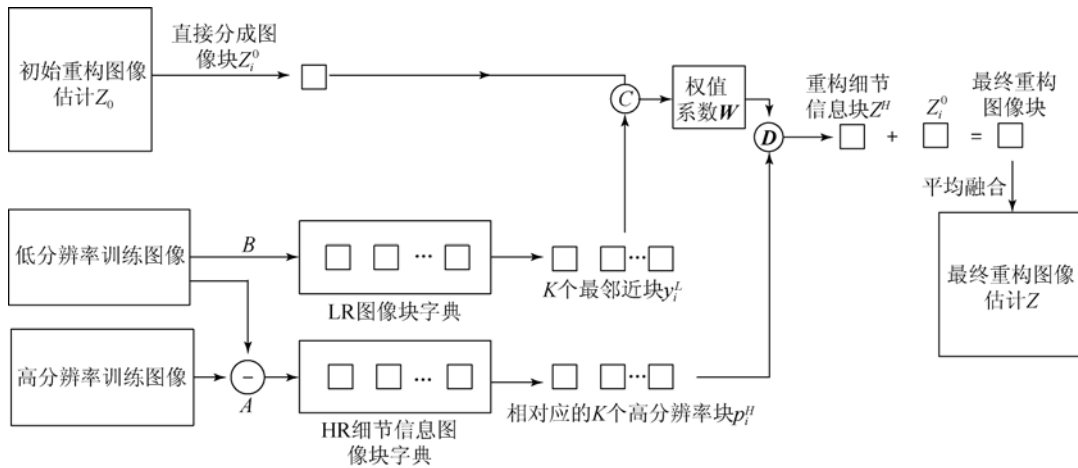 初始重构图像
估计Z₀
直接分成图
像块Zᵢ⁰
C
权值
系数W
D
重构细节
信息块Zᴴ
+
Zᵢ⁰
=
最终重构
图像块
平均融合
最终重构图像
估计Z
低分辨率训练图像
B
...
LR图像块字典
...
K个最邻近块yᵢᴸ
高分辨率训练图像
−
A
...
HR细节信息图
像块字典
...
相对应的K个高分辨率块pᵢᴴ